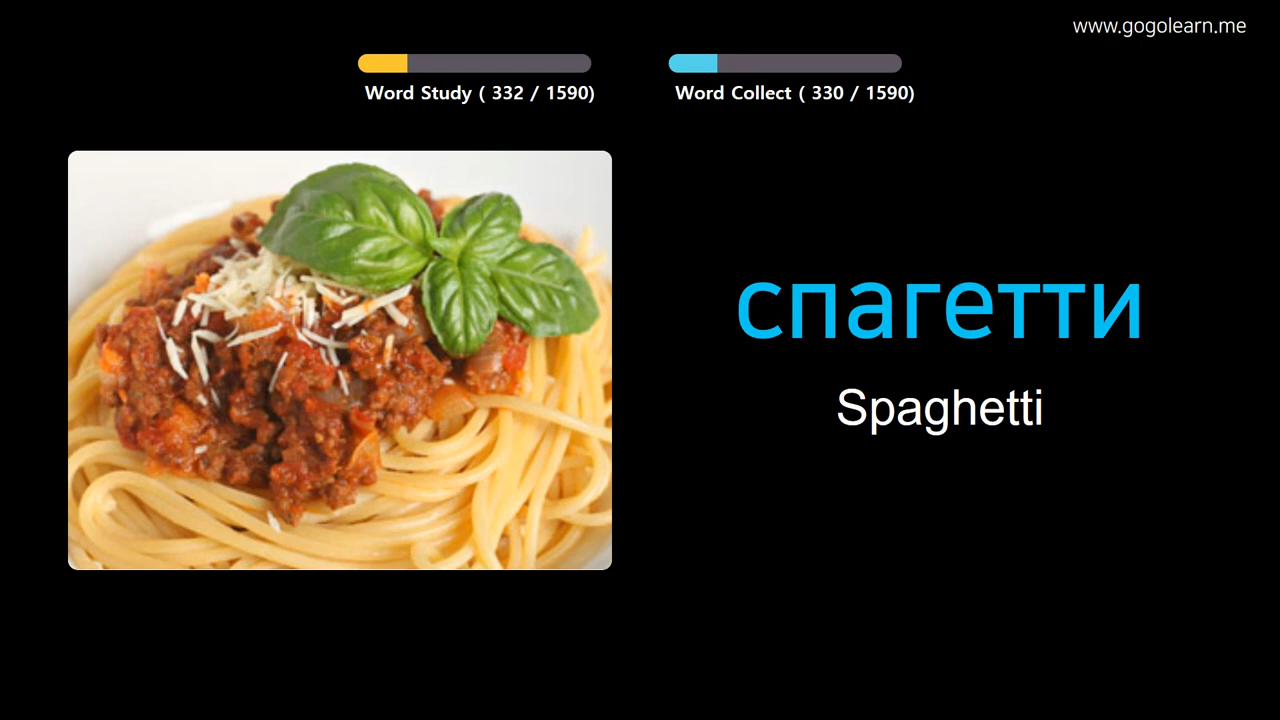 www.gogolearn.me
Word Study ( 332 / 1590)
Word Collect ( 330 / 1590)
спагетти
Spaghetti